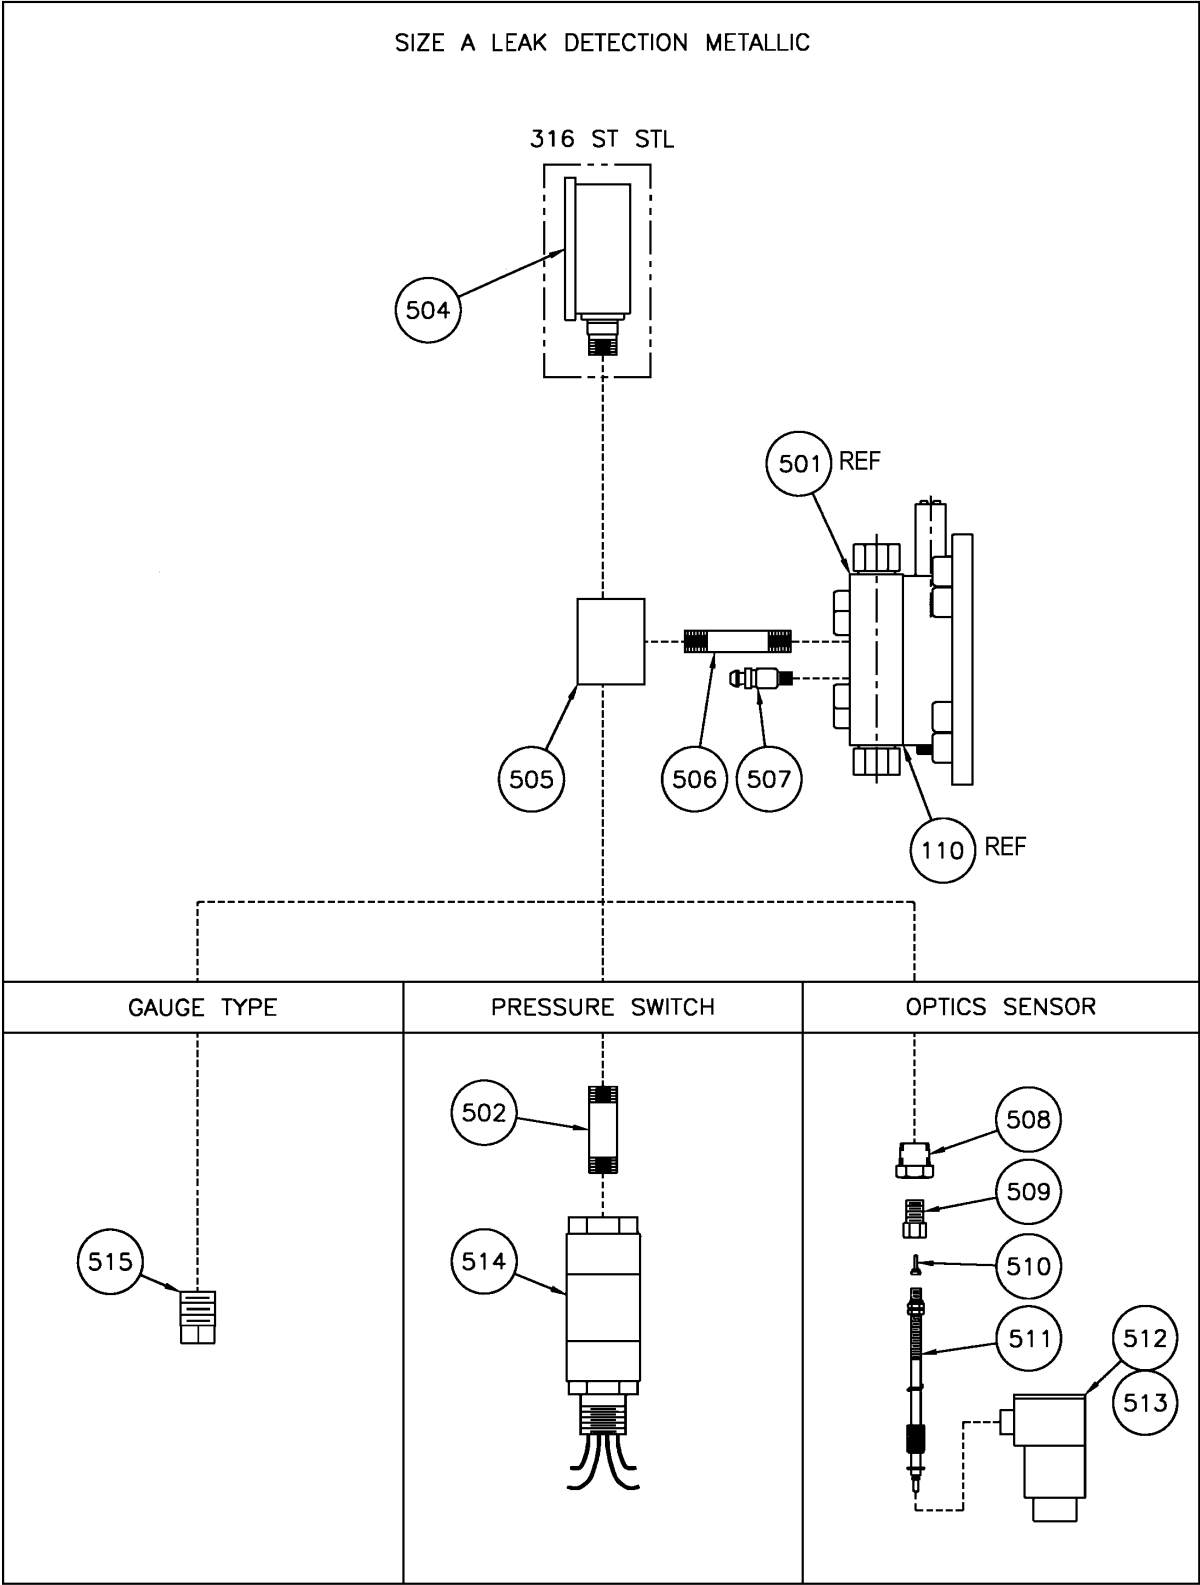 SIZE A LEAK DETECTION METALLIC
316 ST STL
504
501 REF
505
506
507
110 REF
GAUGE TYPE
PRESSURE SWITCH
OPTICS SENSOR
502
508
509
515
514
510
511
512
513